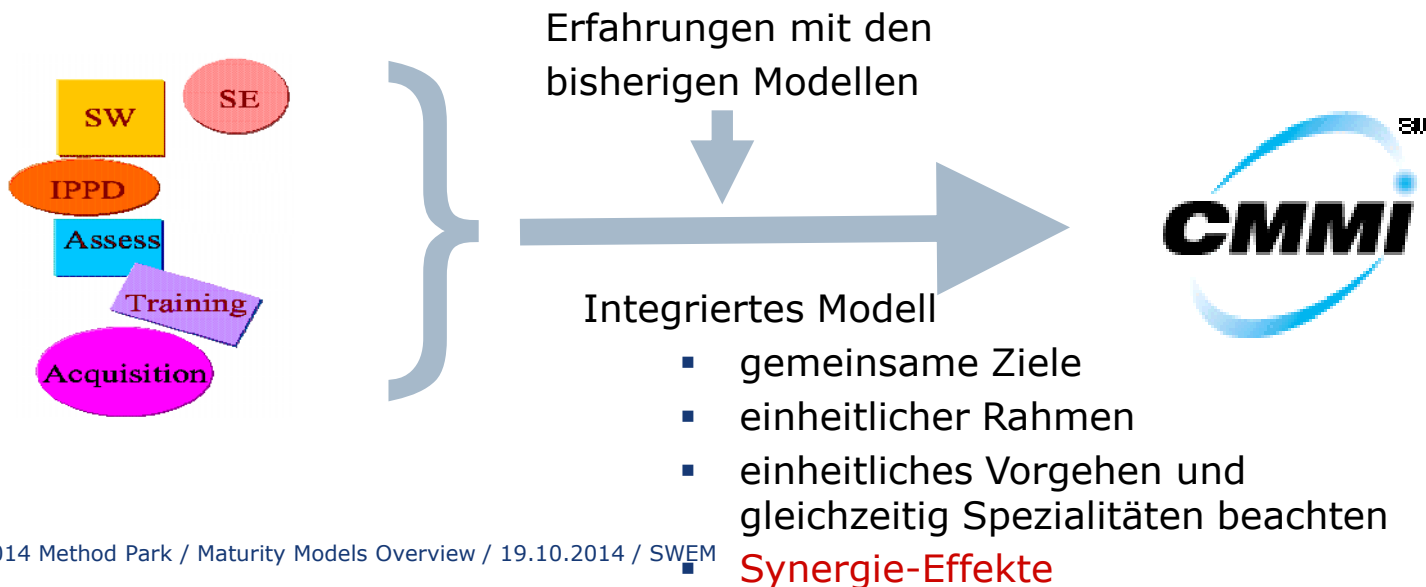 Erfahrungen mit den
bisherigen Modellen
SE
SW
IPPD
Assess
Training
Acquisition
CMMI
Integriertes Modell
gemeinsame Ziele
einheitlicher Rahmen
einheitliches Vorgehen und
gleichzeitig Spezialitäten beachten
014 Method Park / Maturity Models Overview / 19.10.2014 / SWEM
Synergie-Effekte